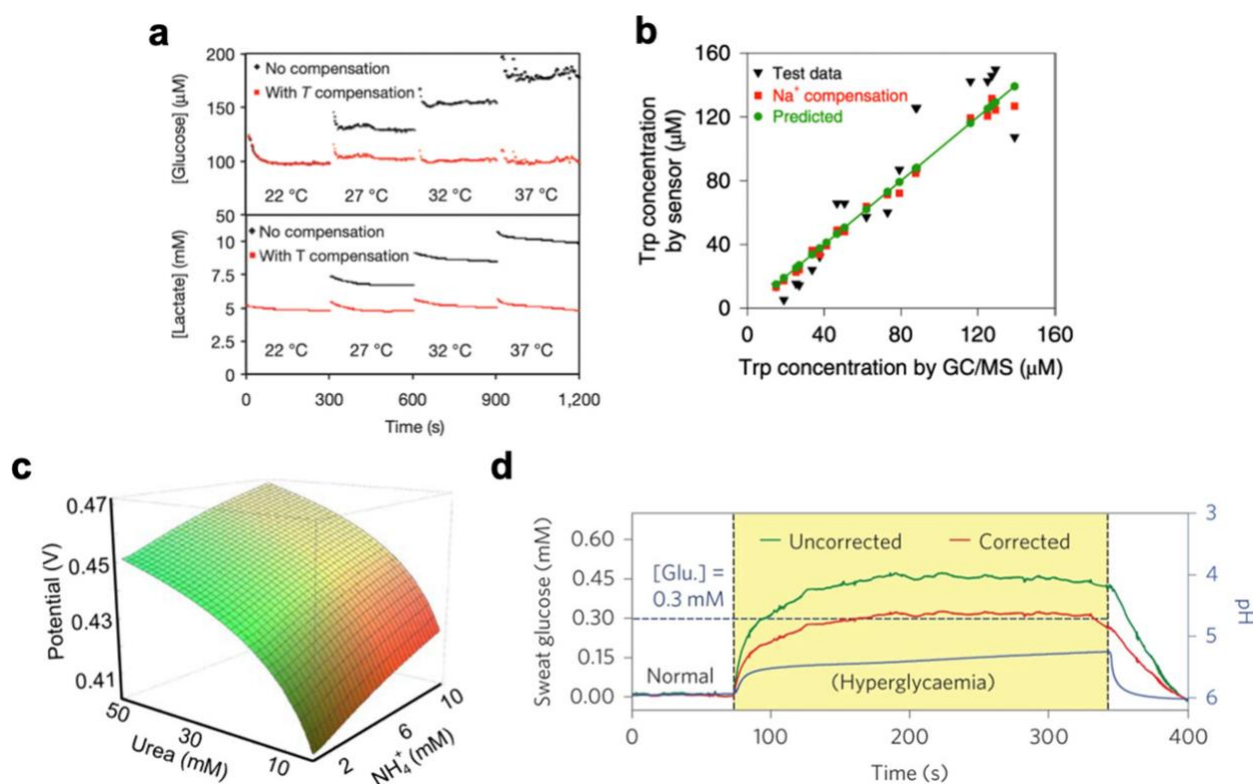 a
200
150
100
50
[Glucose] (μM)
No compensation
With T compensation
22 °C 27 °C 32 °C 37 °C
10
7.5
5
2.5
0
[Lactate] (mM)
No compensation
With T compensation
22 °C 27 °C 32 °C 37 °C
0 300 600 900 1,200
Time (s)
b
160
120
80
40
0
Trp concentration
by sensor (μM)
Test data
Na⁺ compensation
Predicted
0 40 80 120 160
Trp concentration by GC/MS (μM)
c
0.47
0.45
0.43
0.41
Potential (V)
50 30 10
Urea (mM)
2 6 10
NH₄⁺ (mM)
d
Sweat glucose (mM)
0.60
0.45
0.30
0.15
0.00
Uncorrected Corrected
[Glu.] =
0.3 mM
Normal
(Hyperglycaemia)
3
4
5
6
pH
0 100 200 300 400
Time (s)